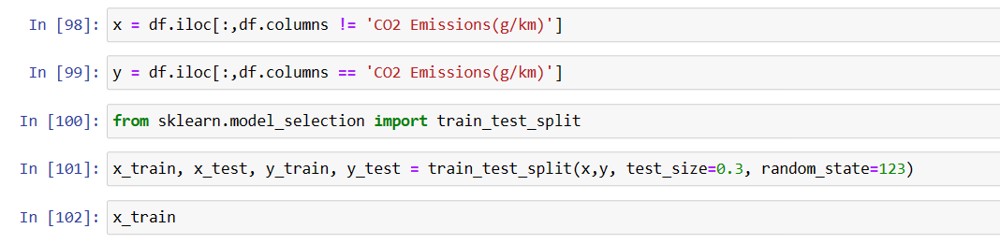 In [98]: x = df.iloc[:,df.columns != 'CO2 Emissions(g/km)']
In [99]: y = df.iloc[:,df.columns == 'CO2 Emissions(g/km)']
In [100]: from sklearn.model_selection import train_test_split
In [101]: x_train, x_test, y_train, y_test = train_test_split(x,y, test_size=0.3, random_state=123)
In [102]: x_train